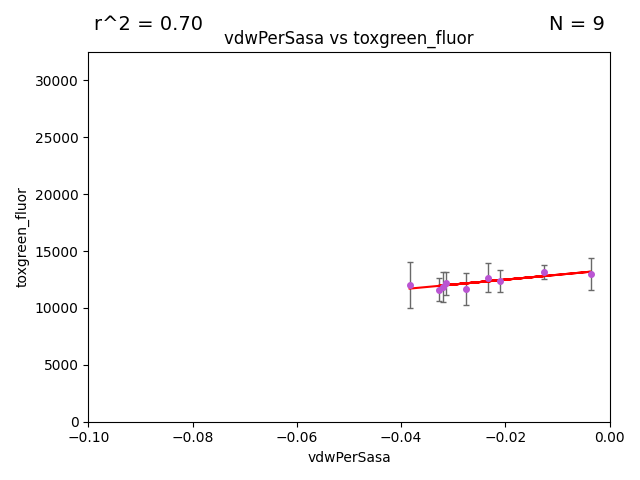 r^2 = 0.70
N = 9
vdwPerSasa vs toxgreen_fluor
30000
25000
20000
15000
10000
5000
0
toxgreen_fluor
−0.10
−0.08
−0.06
−0.04
−0.02
0.00
vdwPerSasa